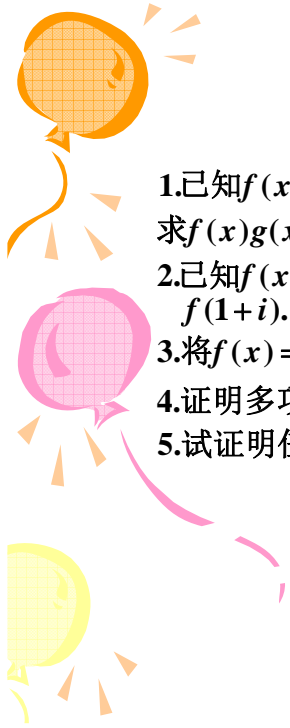 1.已知f(x
求f(x)g(x
2.已知f(x
f(1+i).
3.将f(x)=
4.证明多项
5.试证明任